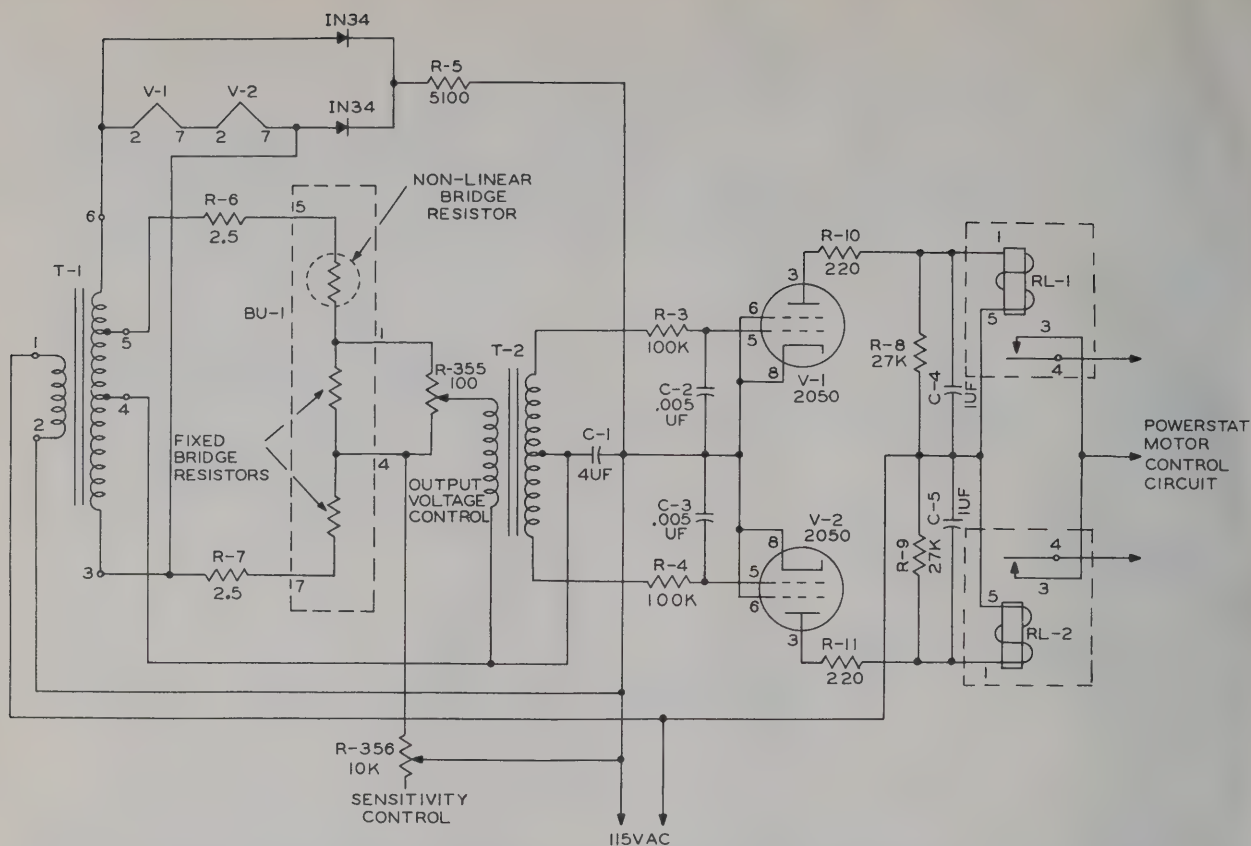 IN34
V-1
V-2
IN34
2
7
2
7
R-5
5100
NON-LINEAR
BRIDGE
RESISTOR
6
R-6
2.5
5
T-1
5
BU-1
1
R-355
100
1
2
4
FIXED
BRIDGE
RESISTORS
4
OUTPUT
VOLTAGE
CONTROL
T-2
C-1
4UF
3
R-7
2.5
7
R-3
100K
C-2
.005
UF
C-3
.005
UF
R-4
100K
3
6
5
8
V-1
2050
V-2
2050
8
5
6
3
R-10
220
R-8
27K
C-4
1UF
R-9
27K
C-5
1UF
R-11
220
1
RL-1
5
3
4
POWERSTAT
MOTOR
CONTROL
CIRCUIT
4
3
5
RL-2
1
R-356
10K
SENSITIVITY
CONTROL
115VAC